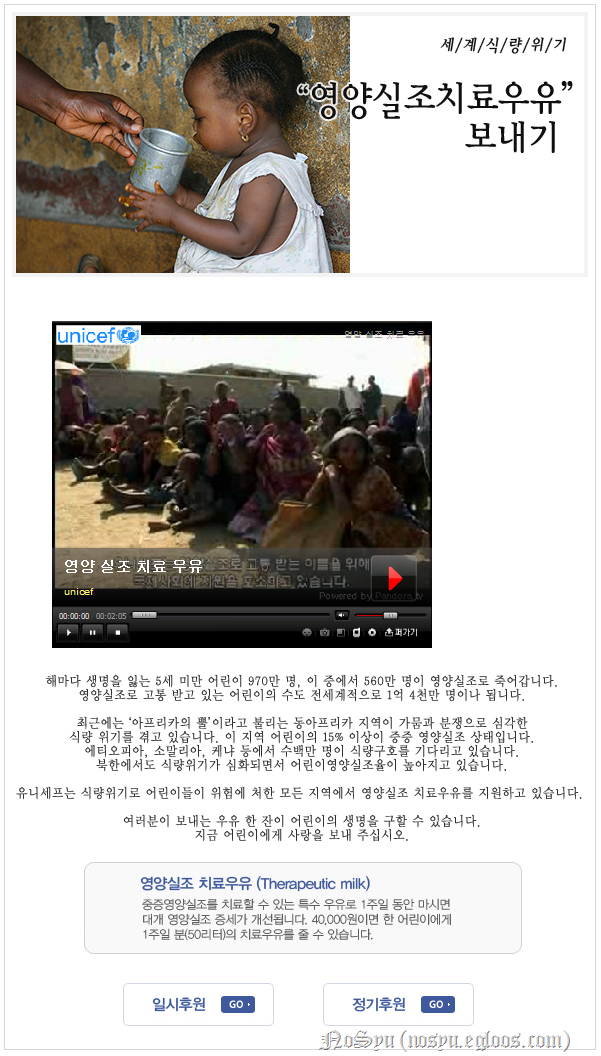 세/계/식/량/위/기
“영양실조치료우유”
보내기
unicef
영양 실조 치료 우유
실조로 고통 받는 이들을 위해
국제사회에 지원을 호소하고 있습니다.
영양 실조 치료 우유
unicef
Powered by Pandora.tv
00:00:00 00:02:05
퍼가기
해마다 생명을 잃는 5세 미만 어린이 970만 명, 이 중에서 560만 명이 영양실조로 죽어갑니다.
영양실조로 고통 받고 있는 어린이의 수도 전세계적으로 1억 4천만 명이나 됩니다.
최근에는 ‘아프리카의 뿔’이라고 불리는 동아프리카 지역이 가뭄과 분쟁으로 심각한
식량 위기를 겪고 있습니다. 이 지역 어린이의 15% 이상이 중증 영양실조 상태입니다.
에티오피아, 소말리아, 케냐 등에서 수백만 명이 식량구호를 기다리고 있습니다.
북한에서도 식량위기가 심화되면서 어린이영양실조율이 높아지고 있습니다.
유니세프는 식량위기로 어린이들이 위험에 처한 모든 지역에서 영양실조 치료우유를 지원하고 있습니다.
여러분이 보내는 우유 한 잔이 어린이의 생명을 구할 수 있습니다.
지금 어린이에게 사랑을 보내 주십시오.
영양실조 치료우유 (Therapeutic milk)
중증영양실조를 치료할 수 있는 특수 우유로 1주일 동안 마시면
대개 영양실조 증세가 개선됩니다. 40,000원이면 한 어린이에게
1주일 분(50리터)의 치료우유를 줄 수 있습니다.
일시후원 GO
정기후원 GO
NoSyu (nosyu.egloos.com)